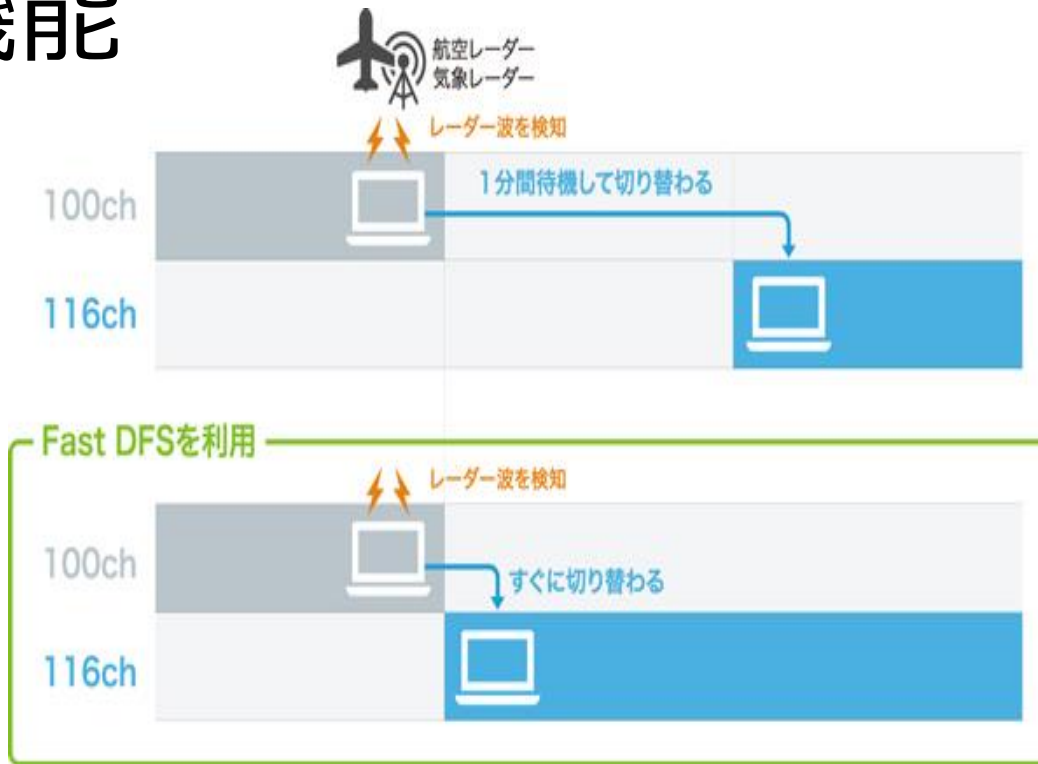 機能
航空レーダー
気象レーダー
レーダー波を検知
1分間待機して切り替わる
100ch
116ch
Fast DFSを利用
レーダー波を検知
100ch
すぐに切り替わる
116ch